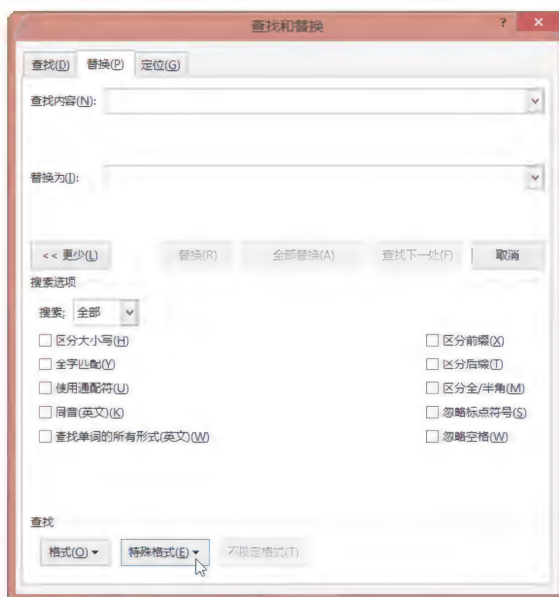 查找和替换 ? ×
查找(D) 替换(P) 定位(G)
查找内容(N):
替换为(I):
<< 更少(L) 替换(R) 全部替换(A) 查找下一处(F) 取消
搜索选项
搜索: 全部
区分大小写(H) 区分前缀(X)
全字匹配(Y) 区分后缀(T)
使用通配符(U) 区分全/半角(M)
同音(英文)(K) 忽略标点符号(S)
查找单词的所有形式(英文)(W) 忽略空格(W)
查找
格式(O) 特殊格式(E) 不限定格式(T)